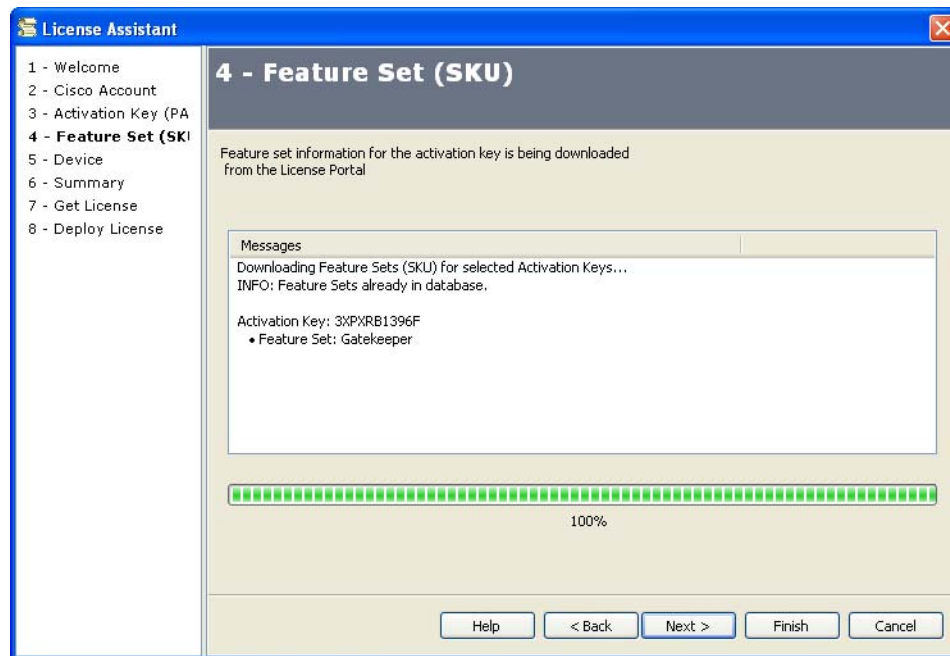 License Assistant
1 - Welcome
2 - Cisco Account
3 - Activation Key (PA
4 - Feature Set (SK
5 - Device
6 - Summary
7 - Get License
8 - Deploy License
4 - Feature Set (SKU)
Feature set information for the activation key is being downloaded
from the License Portal
Messages
Downloading Feature Sets (SKU) for selected Activation Keys...
INFO: Feature Sets already in database.
Activation Key: 3XPXRB1396F
• Feature Set: Gatekeeper
100%
Help
< Back
Next >
Finish
Cancel